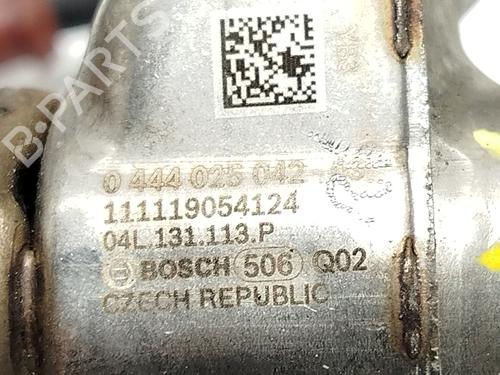 B-PARTS
0 444 025 042
111119054124
04L.131.113.P
BOSCH 506 Q02
CZECH REPUBLIC